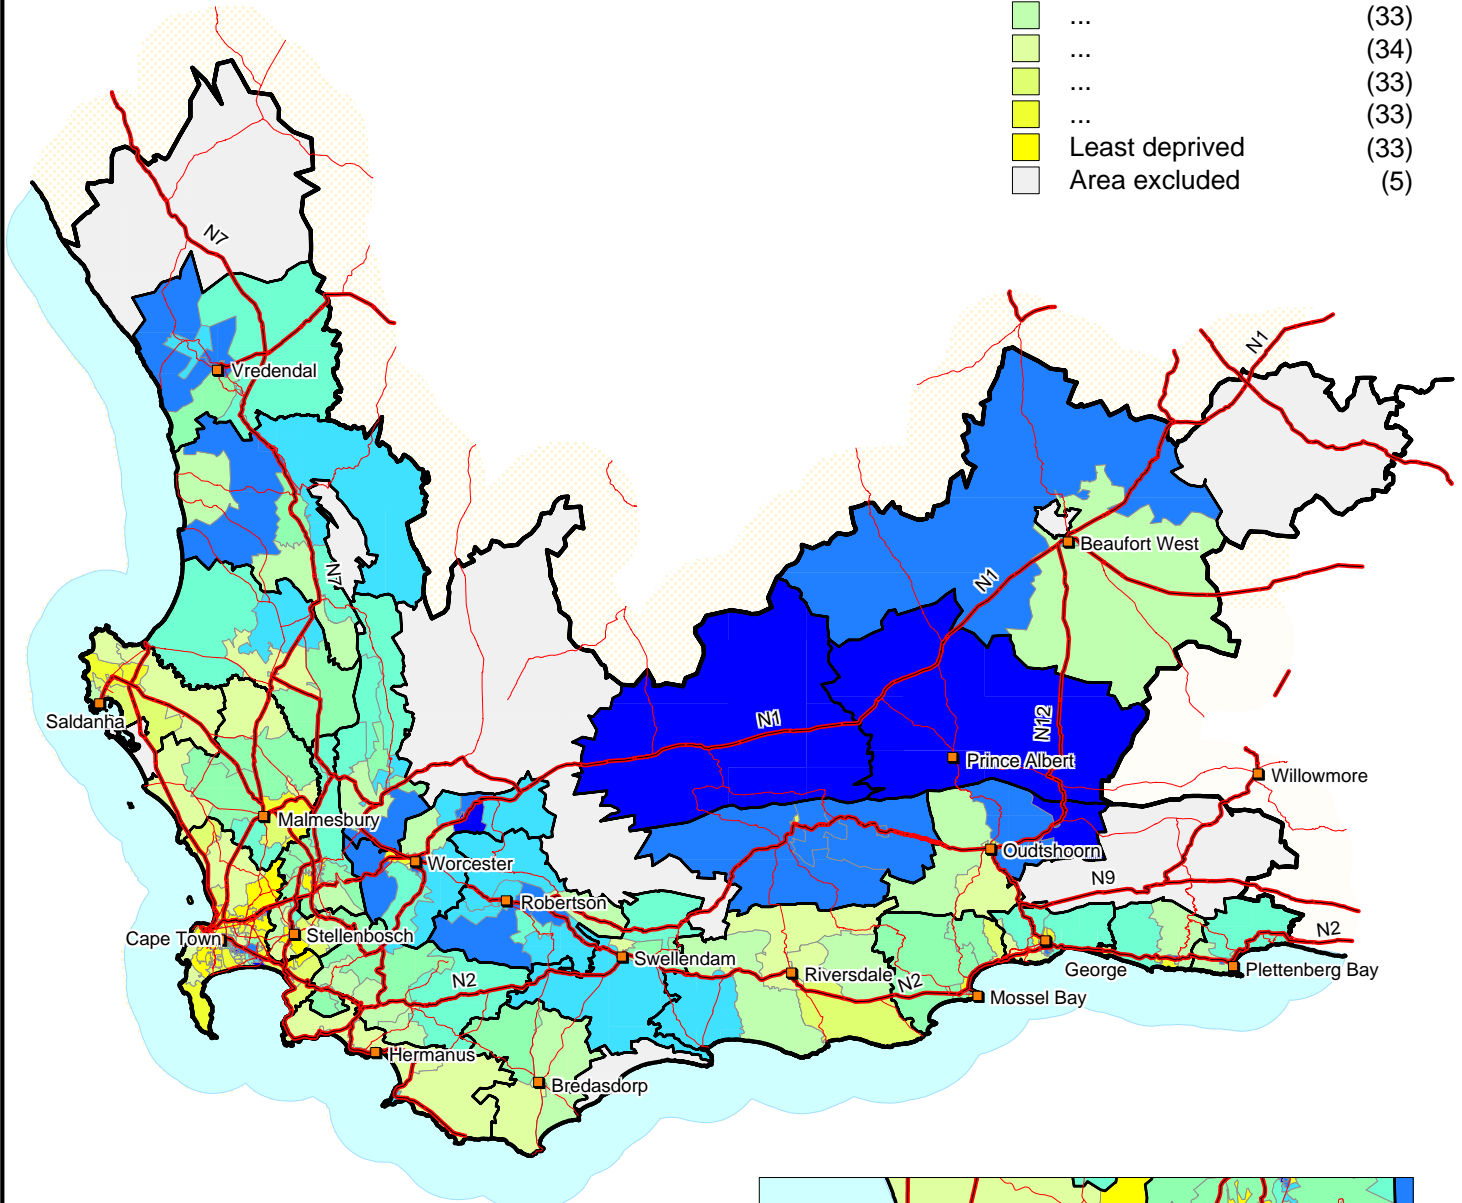 ... (33)
... (34)
... (33)
... (33)
Least deprived (33)
Area excluded (5)
N7
N1
Vredendal
Beaufort West
N1
N7
Saldanha
N1
N12
Prince Albert
Willowmore
Malmesbury
Oudtshoorn
Worcester
N9
Robertson
Cape Town
Stellenbosch
N2
Swellendam
George
Plettenberg Bay
N2
Riversdale
N2
Mossel Bay
Hermanus
Bredasdorp